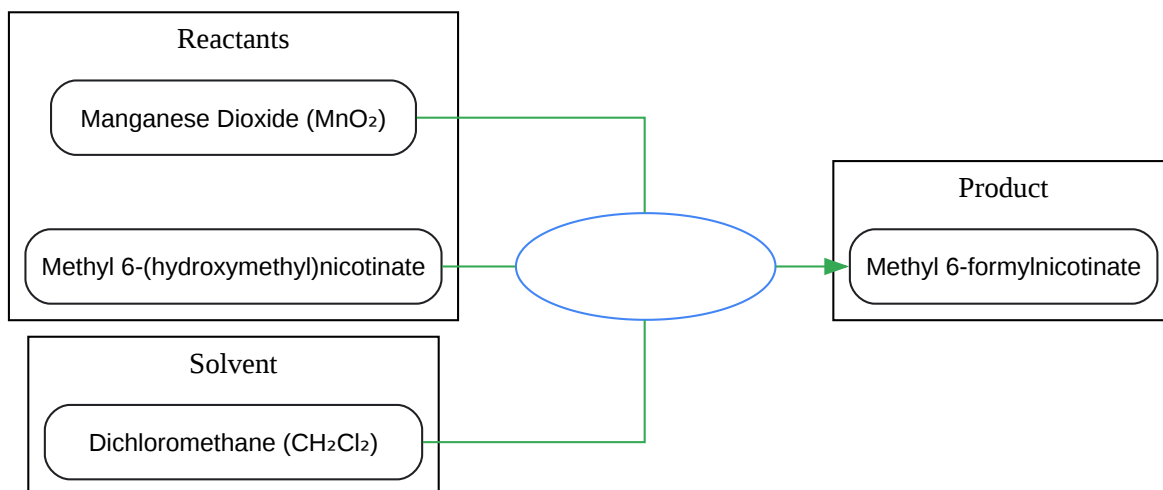 Reactants
Manganese Dioxide (MnO₂)
Methyl 6-(hydroxymethyl)nicotinate
Solvent
Dichloromethane (CH₂Cl₂)
Product
Methyl 6-formylnicotinate